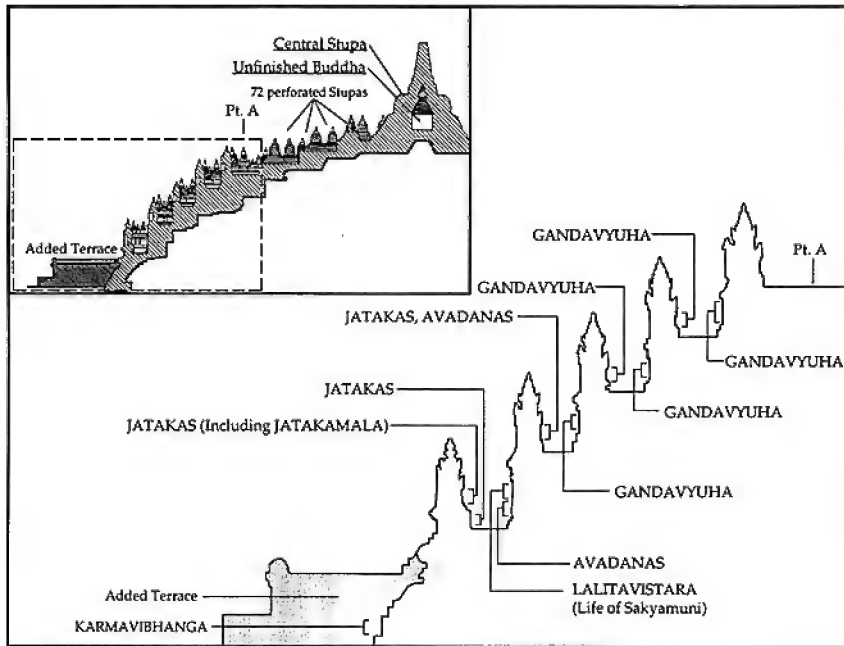 Central Stupa
Unfinished Buddha
72 perforated Stupas
Pt. A
Added Terrace
GANDAVYUHA
Pt. A
GANDAVYUHA
JATAKAS, AVADANAS
GANDAVYUHA
JATAKAS
GANDAVYUHA
JATAKAS (Including JATAKAMALA)
GANDAVYUHA
AVADANAS
LALITAVISTARA
(Life of Sakyamuni)
Added Terrace
KARMAVIBHANGA